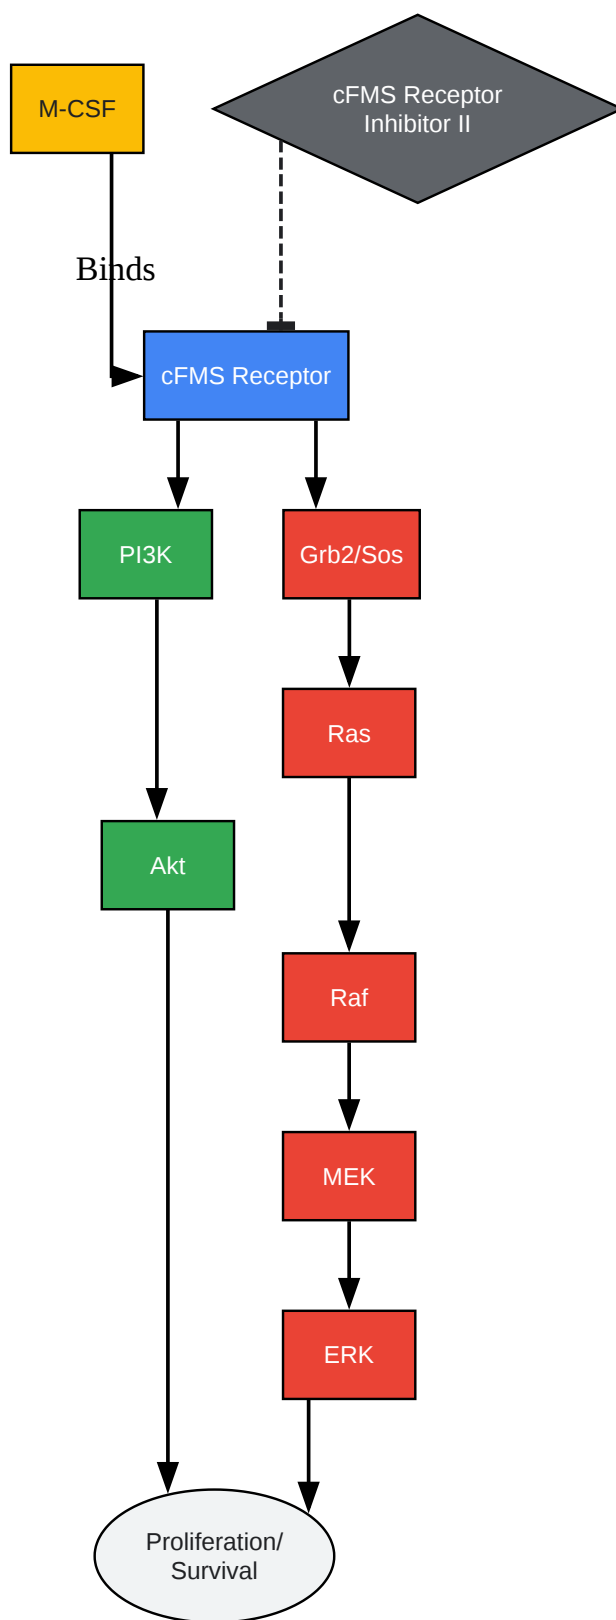 M-CSF
cFMS Receptor
Inhibitor II
Binds
cFMS Receptor
PI3K
Grb2/Sos
Ras
Akt
Raf
MEK
ERK
Proliferation/
Survival